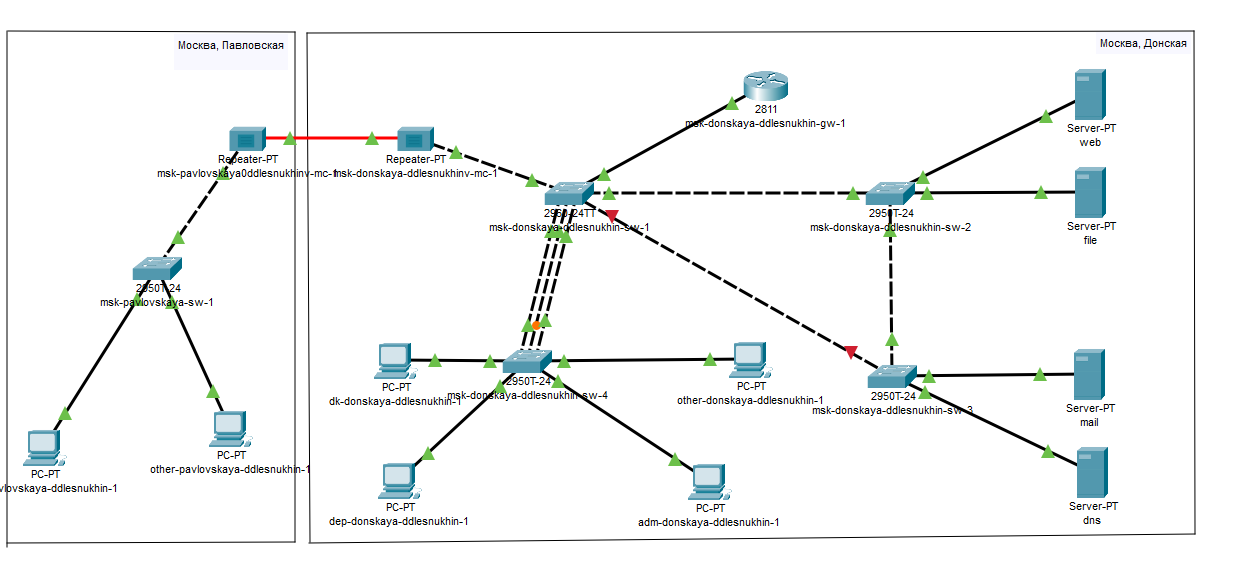 Москва, Павловская
Москва, Донская
2811
msk-donskaya-ddlesnukhin-gw-1
Server-PT
web
Repeater-PT
msk-pavlovskaya0ddlesnukhinv-mc-1
Repeater-PT
msk-donskaya-ddlesnukhinv-mc-1
2960-24TT
msk-donskaya-ddlesnukhin-sw-1
2950T-24
msk-donskaya-ddlesnukhin-sw-2
Server-PT
file
2950T-24
msk-pavlovskaya-sw-1
PC-PT
dk-donskaya-ddlesnukhin-1
2950T-24
msk-donskaya-ddlesnukhin-sw-4
PC-PT
other-donskaya-ddlesnukhin-1
2950T-24
msk-donskaya-ddlesnukhin-sw-3
Server-PT
mail
PC-PT
other-pavlovskaya-ddlesnukhin-1
PC-PT
vlovskaya-ddlesnukhin-1
PC-PT
dep-donskaya-ddlesnukhin-1
PC-PT
adm-donskaya-ddlesnukhin-1
Server-PT
dns